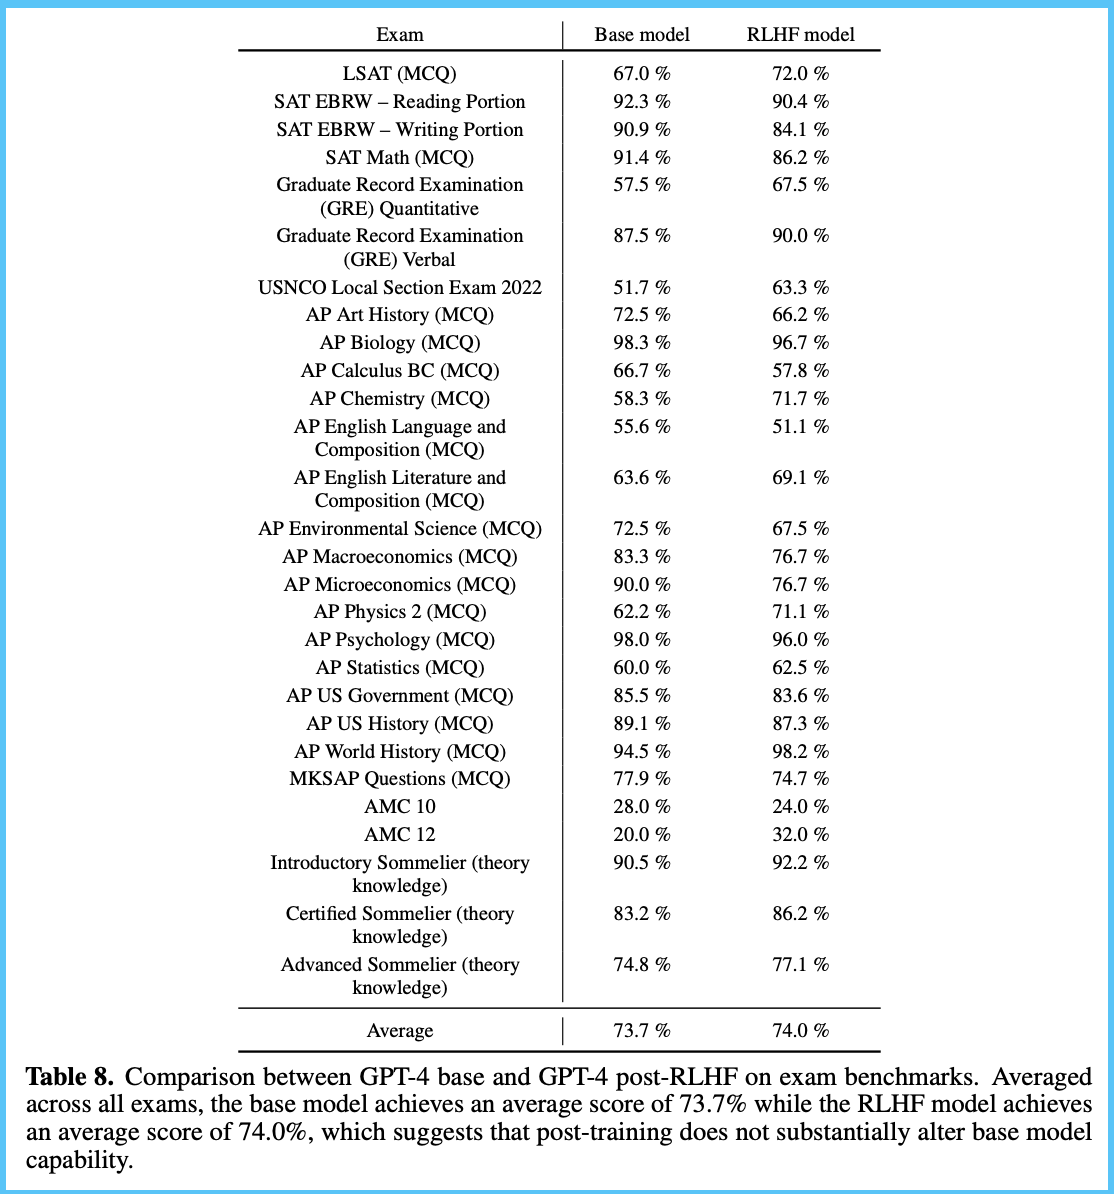 Exam Base model RLHF model
LSAT (MCQ) 67.0 % 72.0 %
SAT EBRW – Reading Portion 92.3 % 90.4 %
SAT EBRW – Writing Portion 90.9 % 84.1 %
SAT Math (MCQ) 91.4 % 86.2 %
Graduate Record Examination 57.5 % 67.5 %
(GRE) Quantitative
Graduate Record Examination 87.5 % 90.0 %
(GRE) Verbal
USNCO Local Section Exam 2022 51.7 % 63.3 %
AP Art History (MCQ) 72.5 % 66.2 %
AP Biology (MCQ) 98.3 % 96.7 %
AP Calculus BC (MCQ) 66.7 % 57.8 %
AP Chemistry (MCQ) 58.3 % 71.7 %
AP English Language and 55.6 % 51.1 %
Composition (MCQ)
AP English Literature and 63.6 % 69.1 %
Composition (MCQ)
AP Environmental Science (MCQ) 72.5 % 67.5 %
AP Macroeconomics (MCQ) 83.3 % 76.7 %
AP Microeconomics (MCQ) 90.0 % 76.7 %
AP Physics 2 (MCQ) 62.2 % 71.1 %
AP Psychology (MCQ) 98.0 % 96.0 %
AP Statistics (MCQ) 60.0 % 62.5 %
AP US Government (MCQ) 85.5 % 83.6 %
AP US History (MCQ) 89.1 % 87.3 %
AP World History (MCQ) 94.5 % 98.2 %
MKSAP Questions (MCQ) 77.9 % 74.7 %
AMC 10 28.0 % 24.0 %
AMC 12 20.0 % 32.0 %
Introductory Sommelier (theory 90.5 % 92.2 %
knowledge)
Certified Sommelier (theory 83.2 % 86.2 %
knowledge)
Advanced Sommelier (theory 74.8 % 77.1 %
knowledge)
Average 73.7 % 74.0 %
Table 8. Comparison between GPT-4 base and GPT-4 post-RLHF on exam benchmarks. Averaged
across all exams, the base model achieves an average score of 73.7% while the RLHF model achieves
an average score of 74.0%, which suggests that post-training does not substantially alter base model
capability.